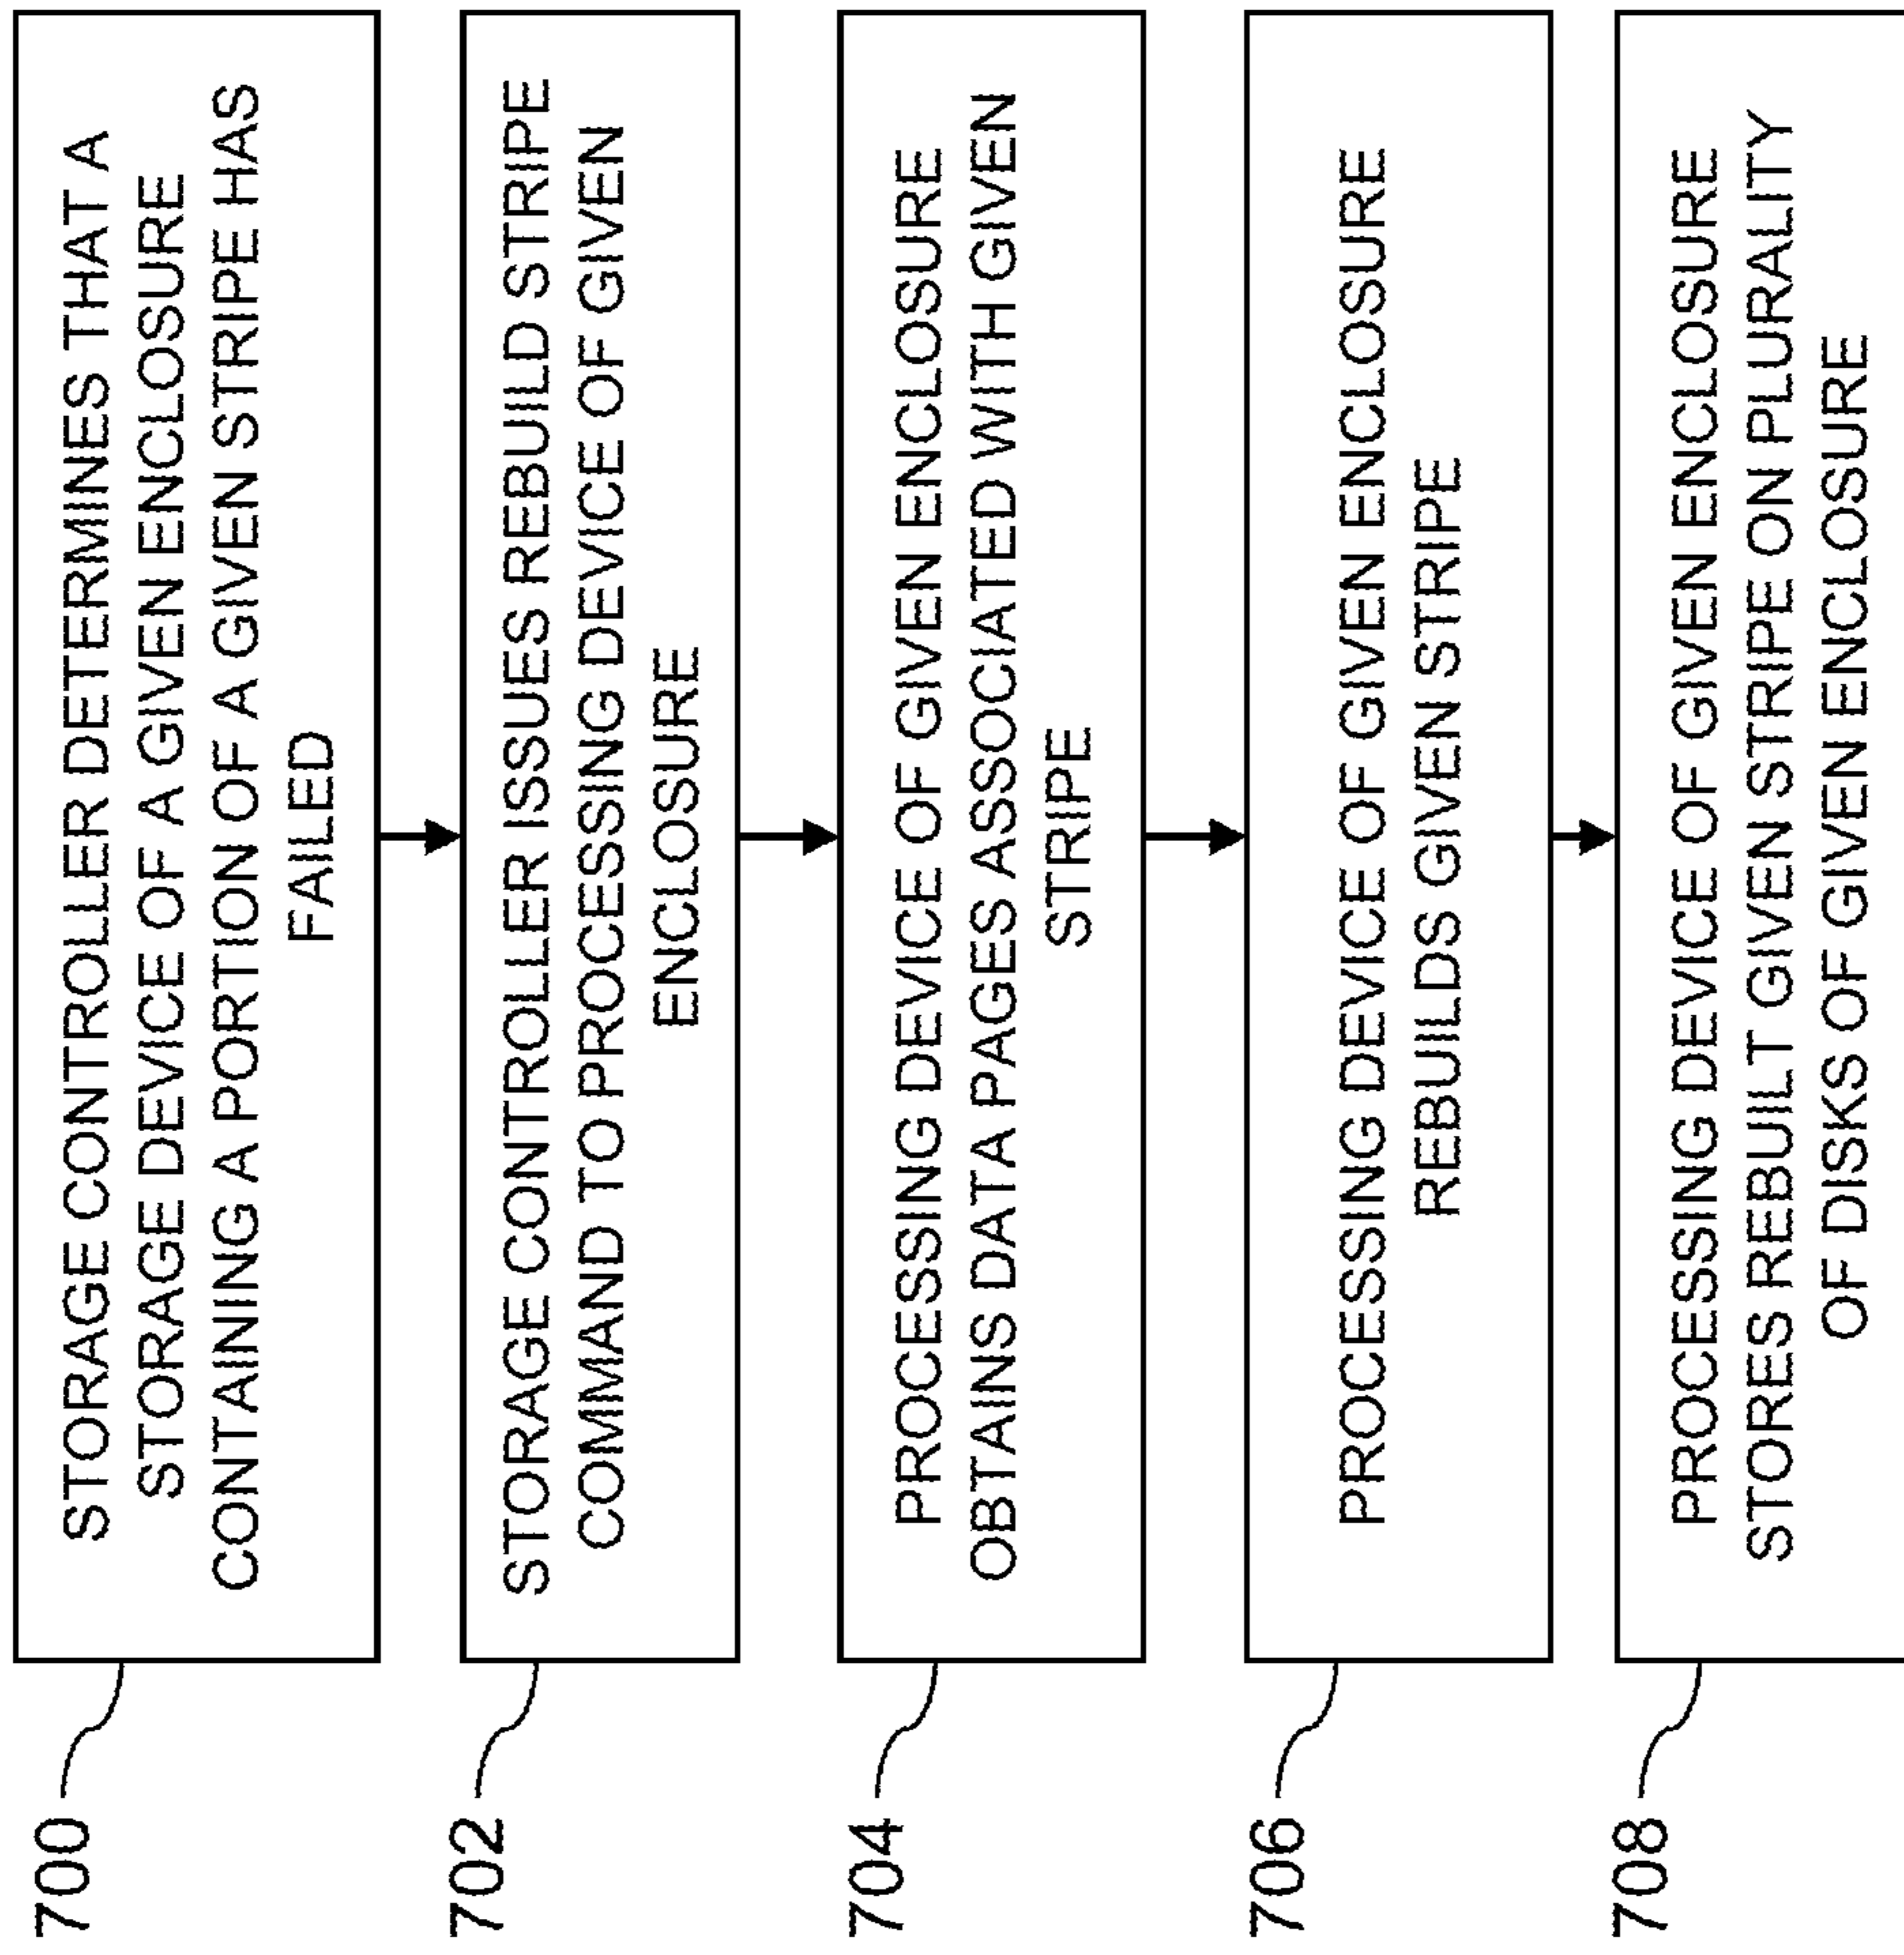 700
STORAGE CONTROLLER DETERMINES THAT A
STORAGE DEVICE OF A GIVEN ENCLOSURE
CONTAINING A PORTION OF A GIVEN STRIPE HAS
FAILED
702
STORAGE CONTROLLER ISSUES REBUILD STRIPE
COMMAND TO PROCESSING DEVICE OF GIVEN
ENCLOSURE
704
PROCESSING DEVICE OF GIVEN ENCLOSURE
OBTAINS DATA PAGES ASSOCIATED WITH GIVEN
STRIPE
706
PROCESSING DEVICE OF GIVEN ENCLOSURE
REBUILDS GIVEN STRIPE
708
PROCESSING DEVICE OF GIVEN ENCLOSURE
STORES REBUILT GIVEN STRIPE ON PLURALITY
OF DISKS OF GIVEN ENCLOSURE